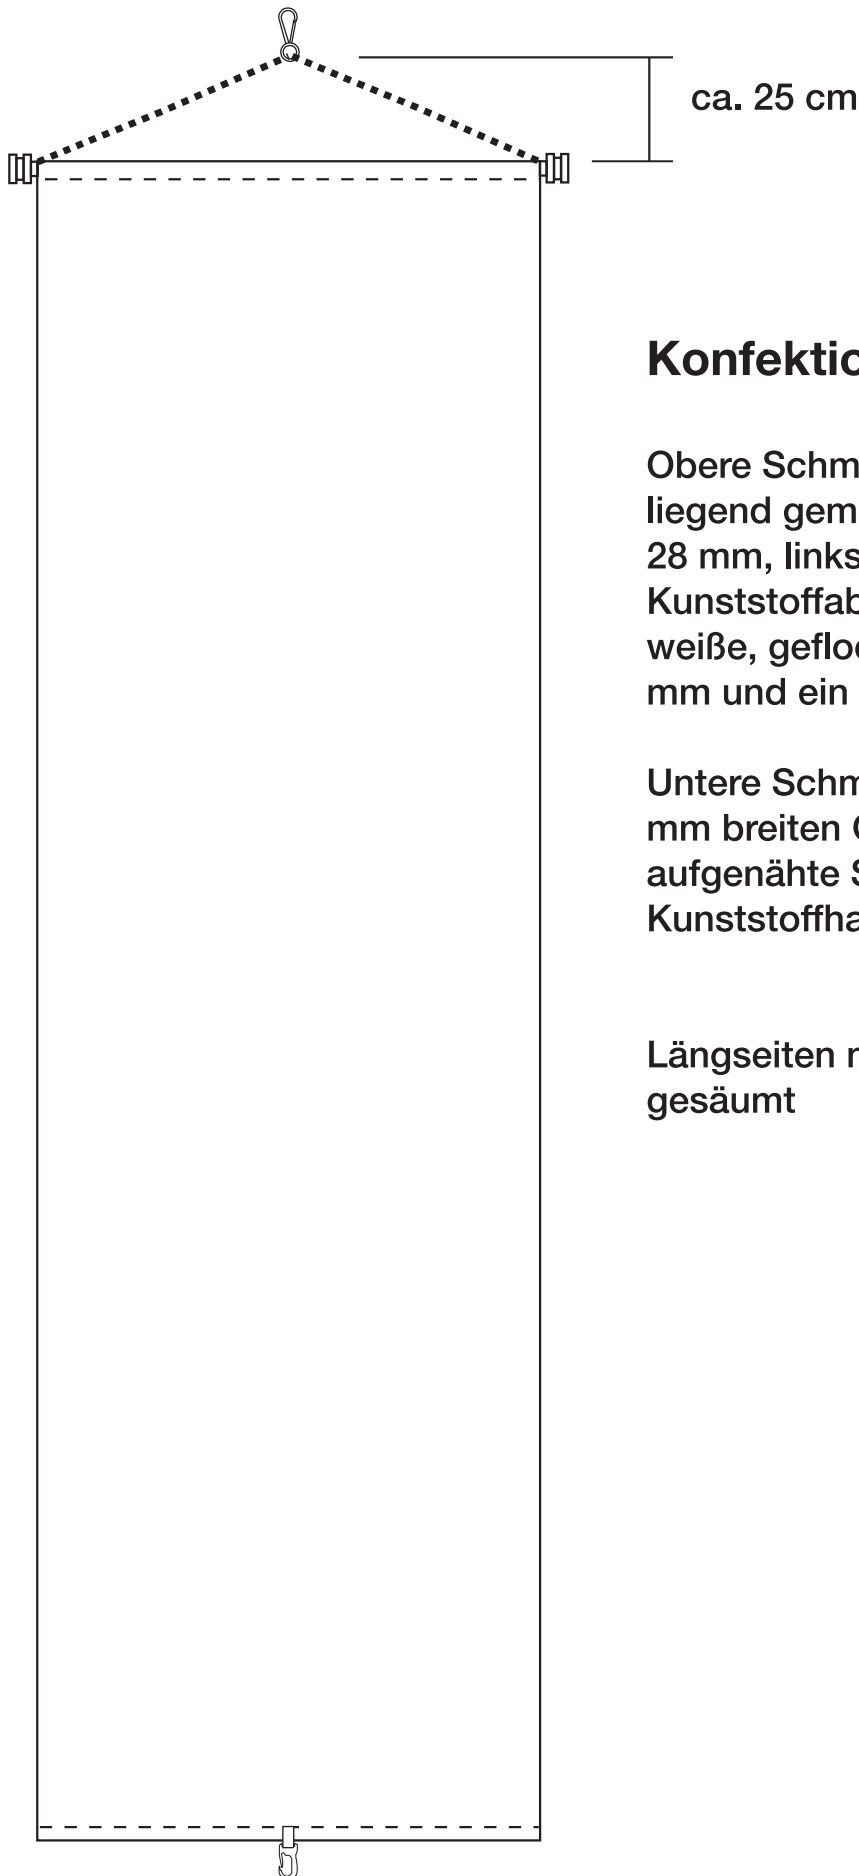 ca. 25 cm
Konfektio
Obere Schm
liegend gem
28 mm, links
Kunststoffab
weiße, gefloc
mm und ein
Untere Schm
mm breiten
aufgenähte S
Kunststoffha
Längseiten
gesäumt